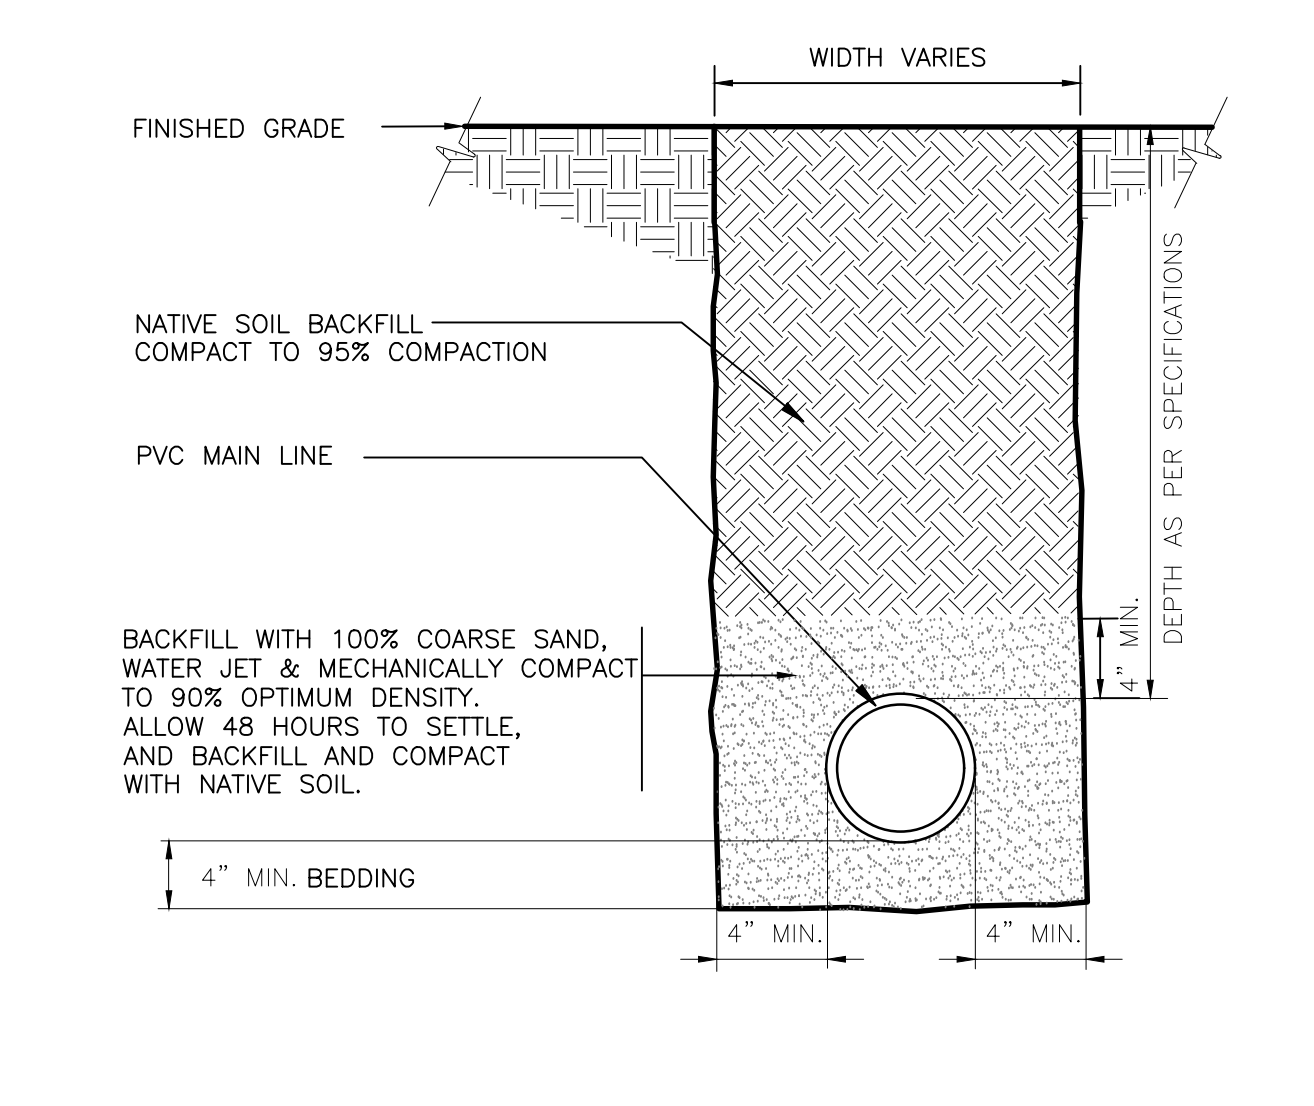 WIDTH VARIES
FINISHED GRADE
NATIVE SOIL BACKFILL
COMPACT TO 95% COMPACTION
DEPTH AS PER SPECIFICATIONS
PVC MAIN LINE
4" MIN.
BACKFILL WITH 100% COARSE SAND,
WATER JET & MECHANICALLY COMPACT
TO 90% OPTIMUM DENSITY.
ALLOW 48 HOURS TO SETTLE,
AND BACKFILL AND COMPACT
WITH NATIVE SOIL.
4" MIN. BEDDING
4" MIN.
4" MIN.